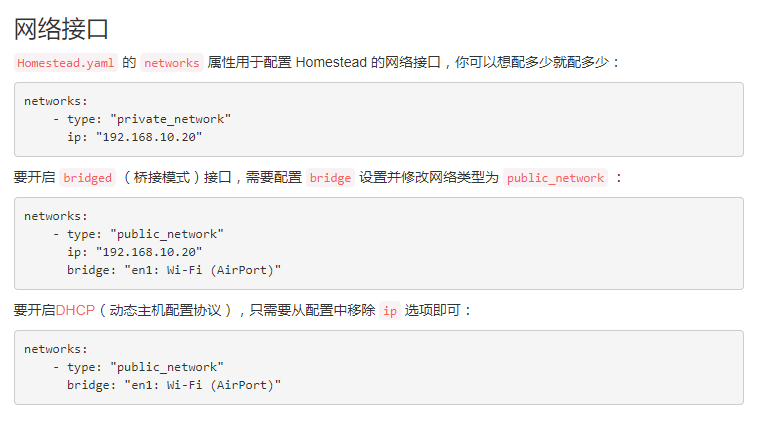 网络接口
Homestead.yaml 的 networks 属性用于配置 Homestead 的网络接口，你可以想配多少就配多少：
networks:
    - type: "private_network"
      ip: "192.168.10.20"
要开启 bridged （桥接模式）接口，需要配置 bridge 设置并修改网络类型为 public_network ：
networks:
    - type: "public_network"
      ip: "192.168.10.20"
      bridge: "en1: Wi-Fi (AirPort)"
要开启DHCP（动态主机配置协议），只需要从配置中移除 ip 选项即可：
networks:
    - type: "public_network"
      bridge: "en1: Wi-Fi (AirPort)"